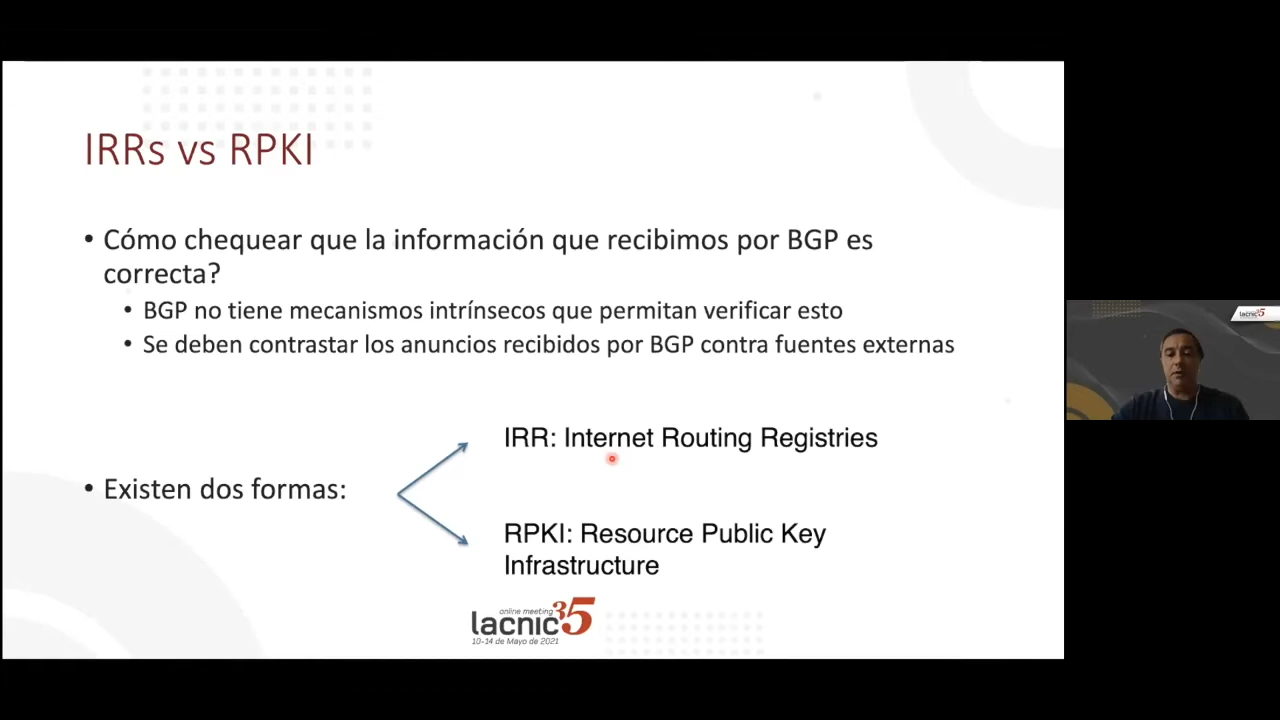 IRRs vs RPKI
• Cómo chequear que la información que recibimos por BGP es
correcta?
• BGP no tiene mecanismos intrínsecos que permitan verificar esto
• Se deben contrastar los anuncios recibidos por BGP contra fuentes externas
IRR: Internet Routing Registries
• Existen dos formas:
RPKI: Resource Public Key
Infrastructure
online meeting
lacnic35
10-14 de Mayo de 2021
lacnic35